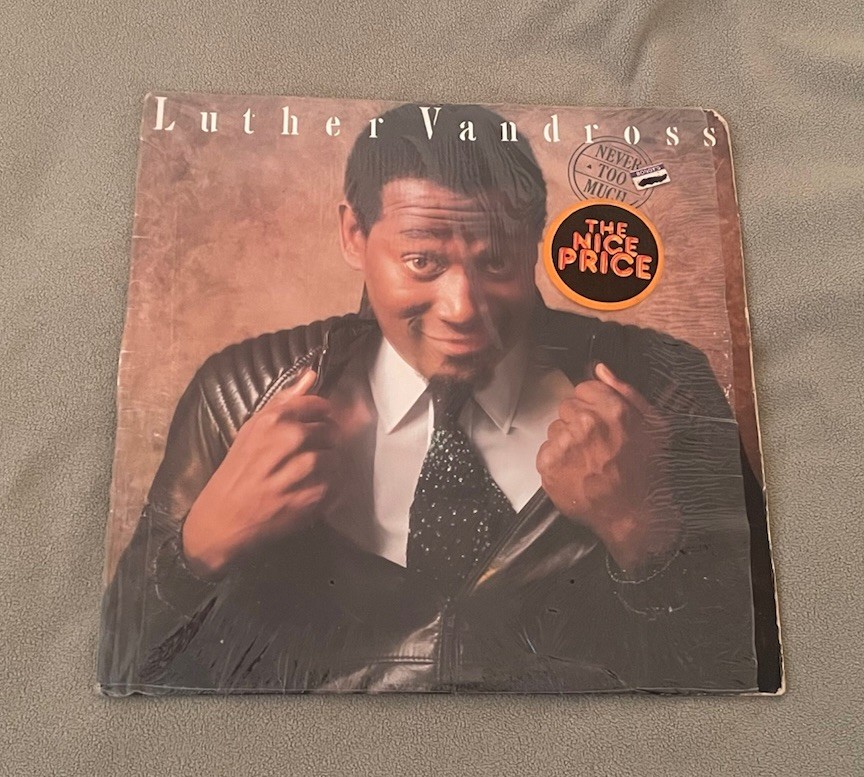 Luther Vandross
NEVER
TOO
MUCH
THE
NICE
PRICE